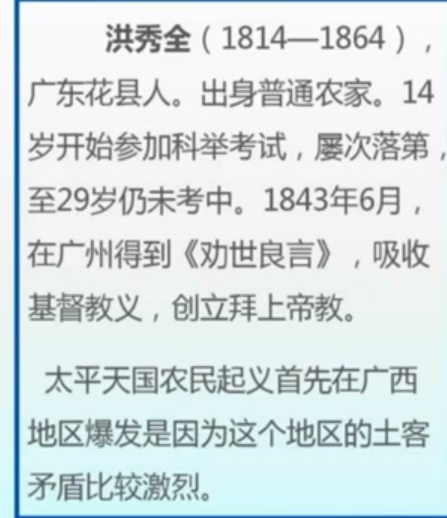 洪秀全（1814—1864），
广东花县人。出身普通农家。14
岁开始参加科举考试，屡次落第，
至29岁仍未考中。1843年6月，
在广州得到《劝世良言》，吸收
基督教义，创立拜上帝教。
太平天国农民起义首先在广西
地区爆发是因为这个地区的土客
矛盾比较激烈。